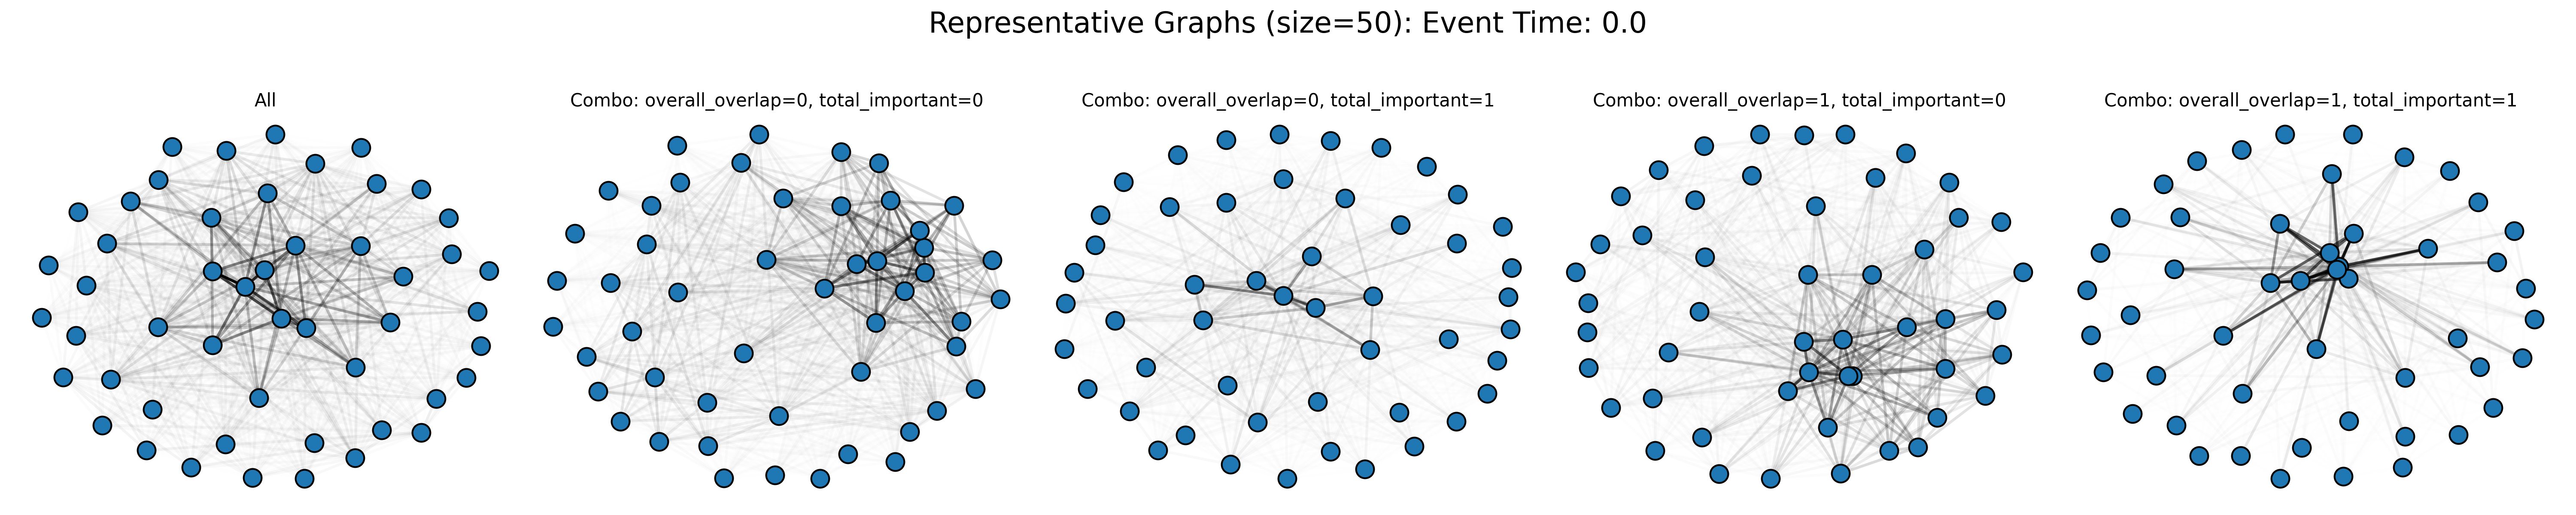 Representative Graphs (size=50): Event Time: 0.0
All
Combo: overall_overlap=0, total_important=0
Combo: overall_overlap=0, total_important=1
Combo: overall_overlap=1, total_important=0
Combo: overall_overlap=1, total_important=1